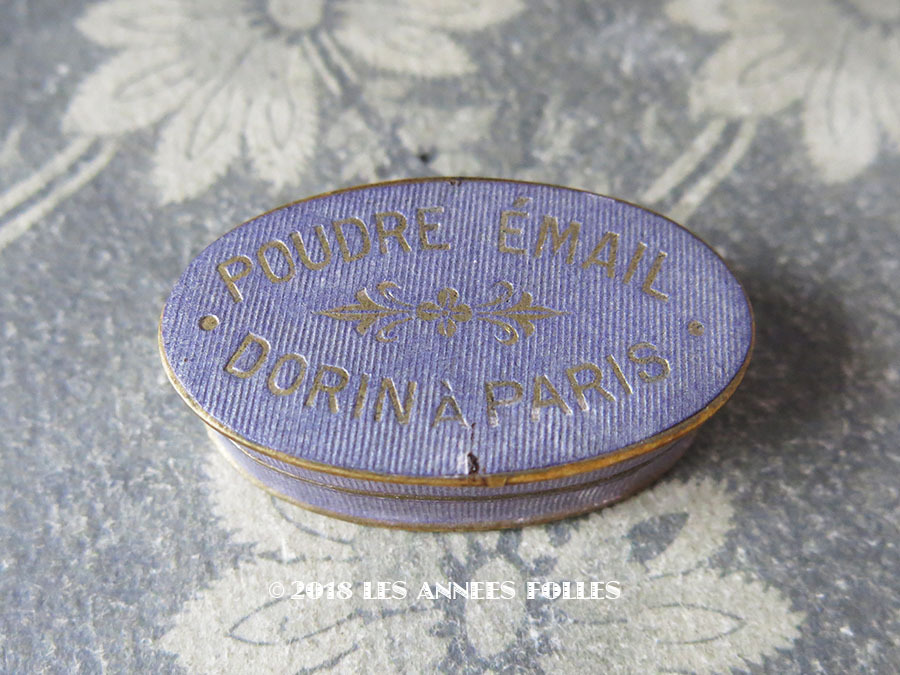 POUDRE ÉMAIL
DORIN À PARIS
© 2018 LES ANNEES FOLLES